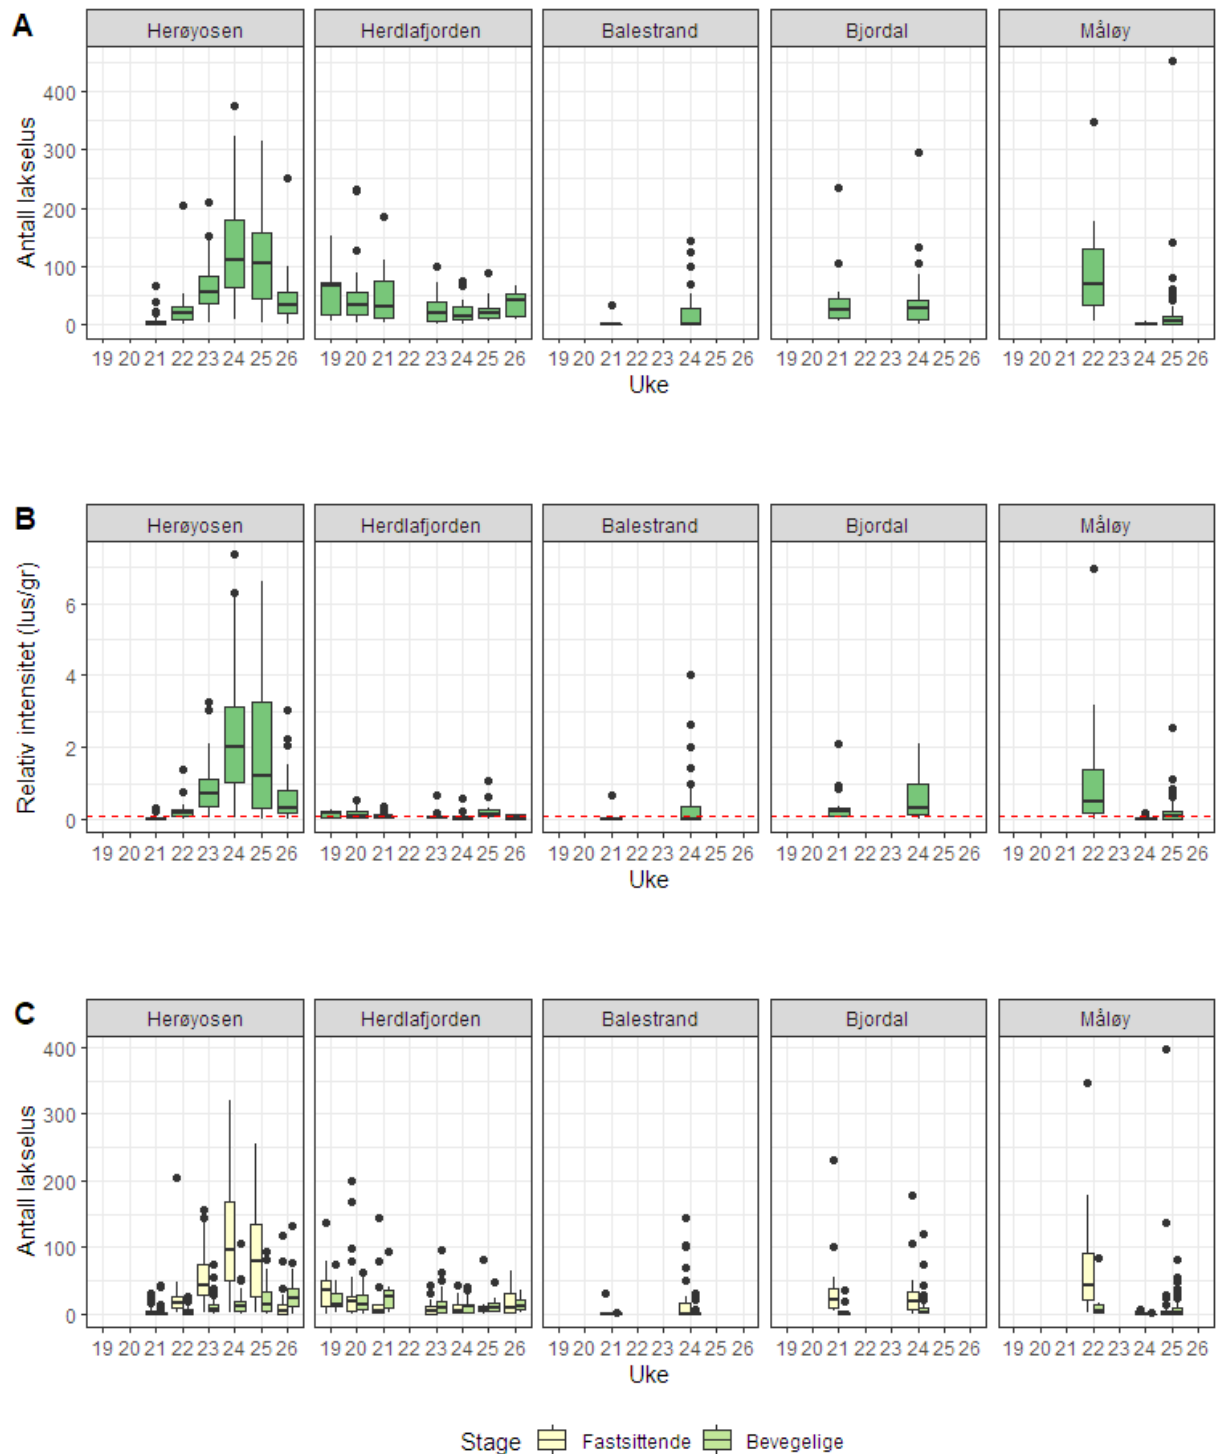 A
Herøyosen Herdlafjorden Balestrand Bjordal Måløy
Antall lakselus
400
300
200
100
0
19 20 21 22 23 24 25 26 19 20 21 22 23 24 25 26 19 20 21 22 23 24 25 26 19 20 21 22 23 24 25 26 19 20 21 22 23 24 25 26
Uke
B
Herøyosen Herdlafjorden Balestrand Bjordal Måløy
Relativ intensitet (lus/gr)
6
4
2
0
19 20 21 22 23 24 25 26 19 20 21 22 23 24 25 26 19 20 21 22 23 24 25 26 19 20 21 22 23 24 25 26 19 20 21 22 23 24 25 26
Uke
C
Herøyosen Herdlafjorden Balestrand Bjordal Måløy
Antall lakselus
400
300
200
100
0
19 20 21 22 23 24 25 26 19 20 21 22 23 24 25 26 19 20 21 22 23 24 25 26 19 20 21 22 23 24 25 26 19 20 21 22 23 24 25 26
Uke
Stage Fastsittende Bevegelige